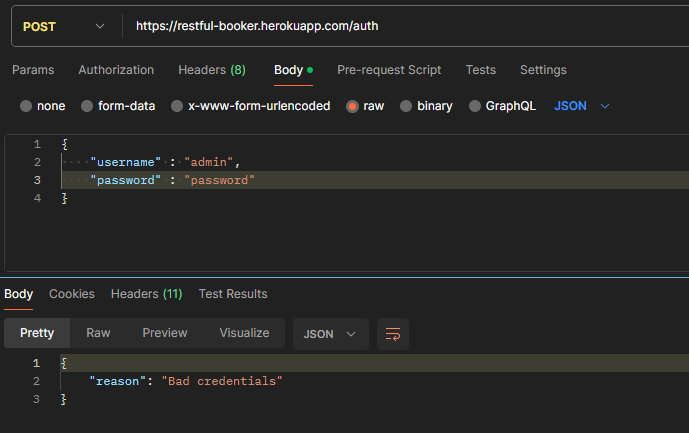 POST https://restful-booker.herokuapp.com/auth
Params Authorization Headers (8) Body Pre-request Script Tests Settings
none form-data x-www-form-urlencoded raw binary GraphQL JSON
1 {
2 "username" : "admin",
3 "password" : "password"
4 }
Body Cookies Headers (11) Test Results
Pretty Raw Preview Visualize JSON
1 {
2 "reason": "Bad credentials"
3 }